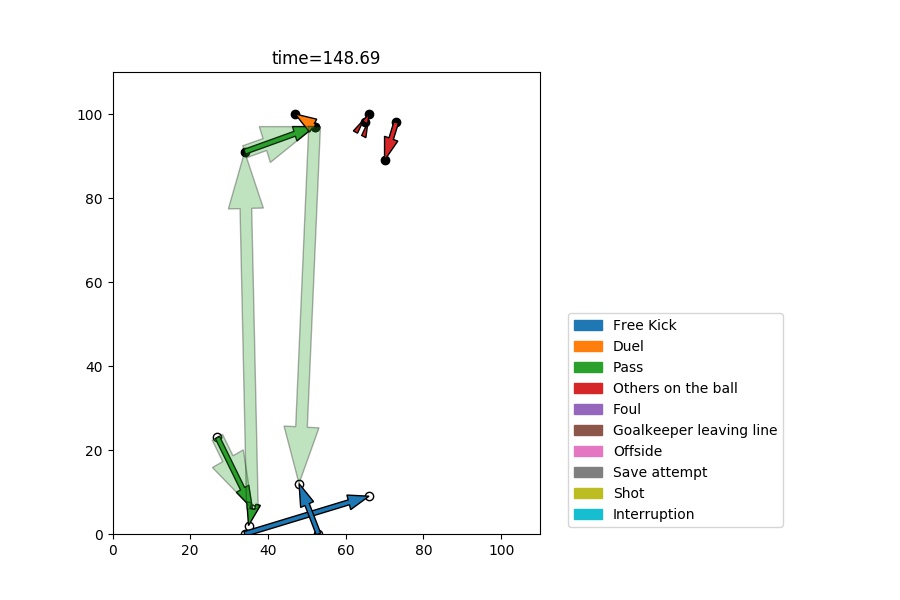 time=148.69
100
80
60
40
20
0
0 20 40 60 80 100
Free Kick
Duel
Pass
Others on the ball
Foul
Goalkeeper leaving line
Offside
Save attempt
Shot
Interruption